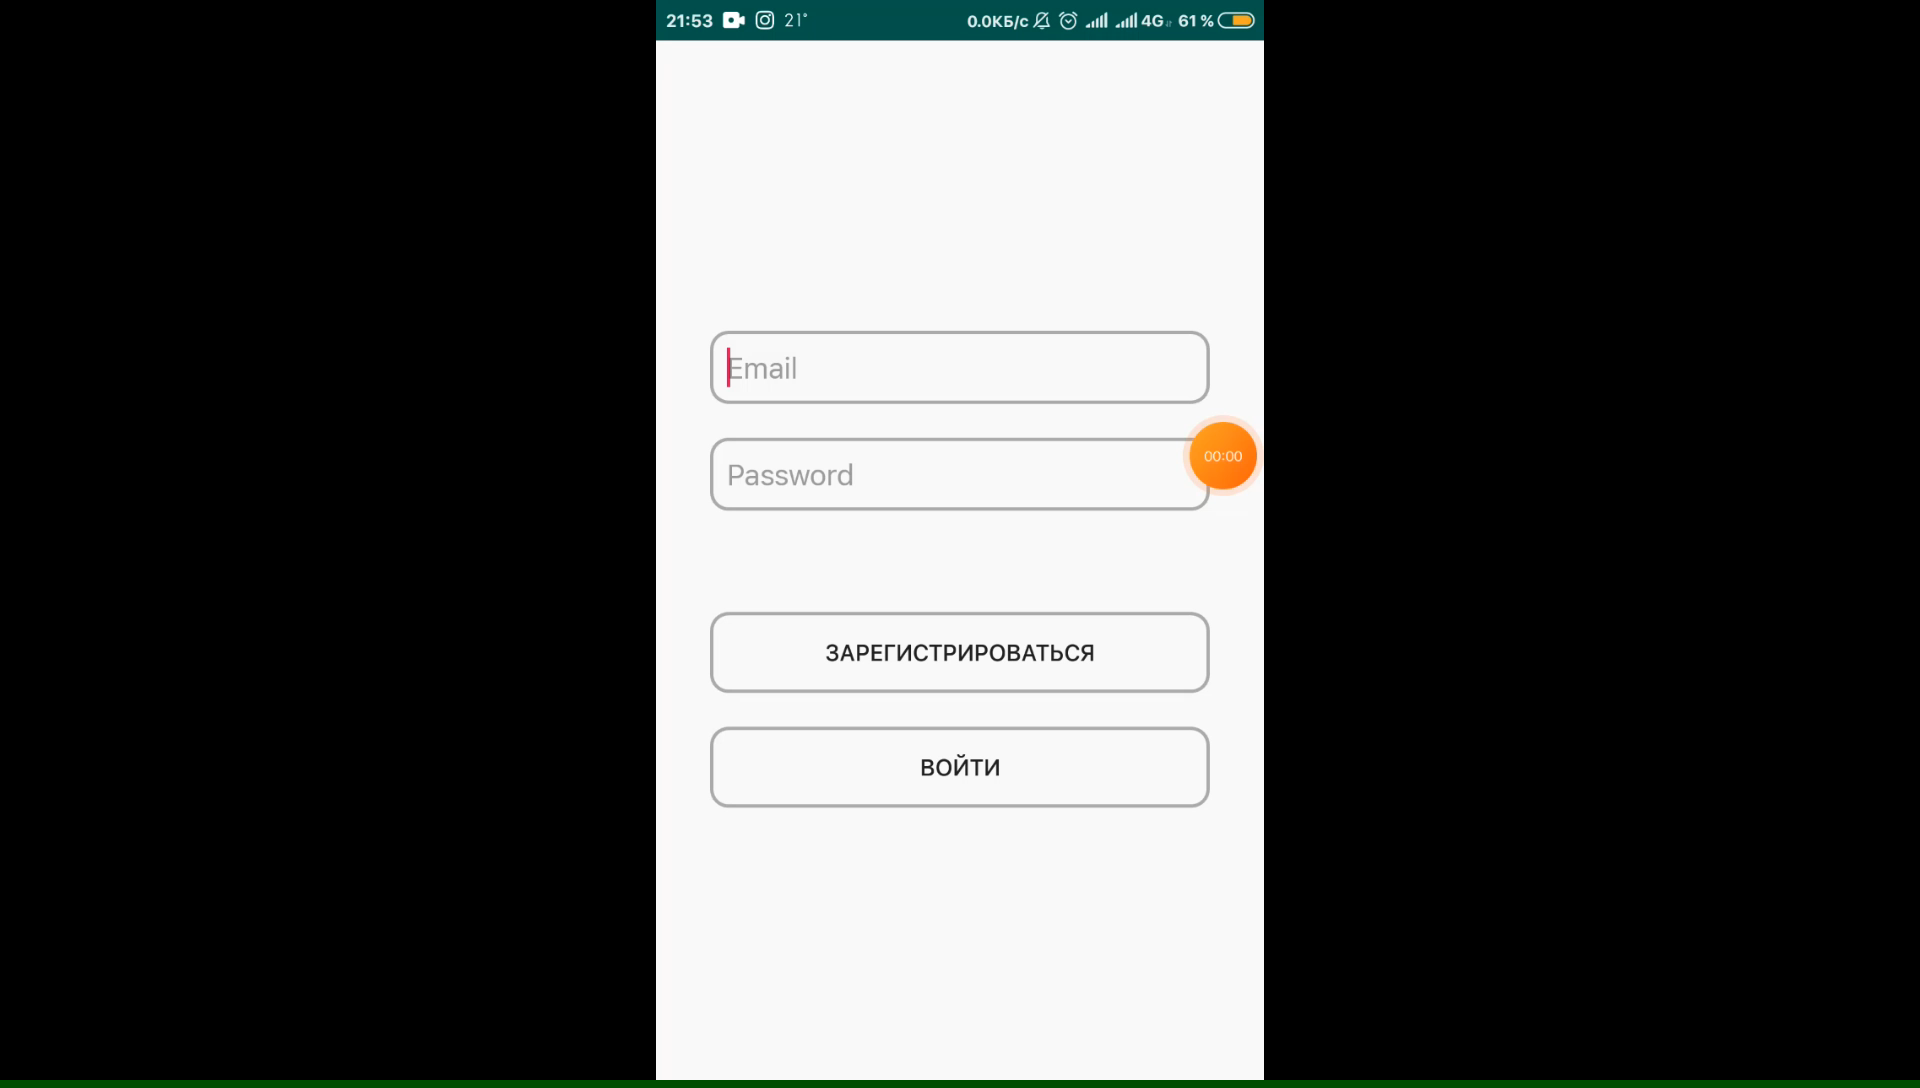 21:53 21° 0.0КБ/с 4G 61 %
Email
Password
00:00
ЗАРЕГИСТРИРОВАТЬСЯ
ВОЙТИ